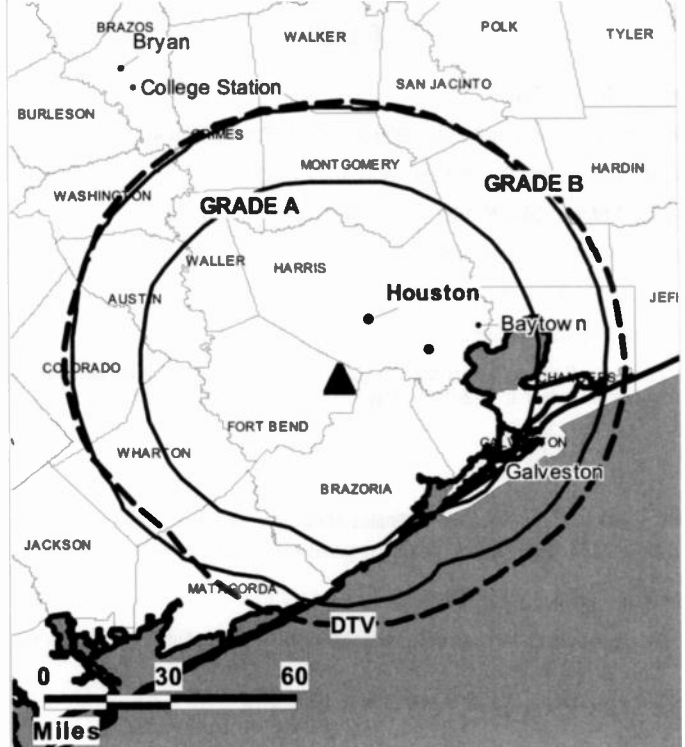 BRAZOS
Bryan
WALKER
POLK
TYLER
College Station
SAN JACINTO
BURLESON
GRIMES
MONTGOMERY
HARDIN
GRADE B
WASHINGTON
GRADE A
WALLER
HARRIS
Houston
AUSTIN
JEFF
Baytown
COLORADO
CHAMBERS
FORT BEND
GALVESTON
WHARTON
Galveston
BRAZORIA
JACKSON
MATAGORDA
DTV
0 30 60
Miles